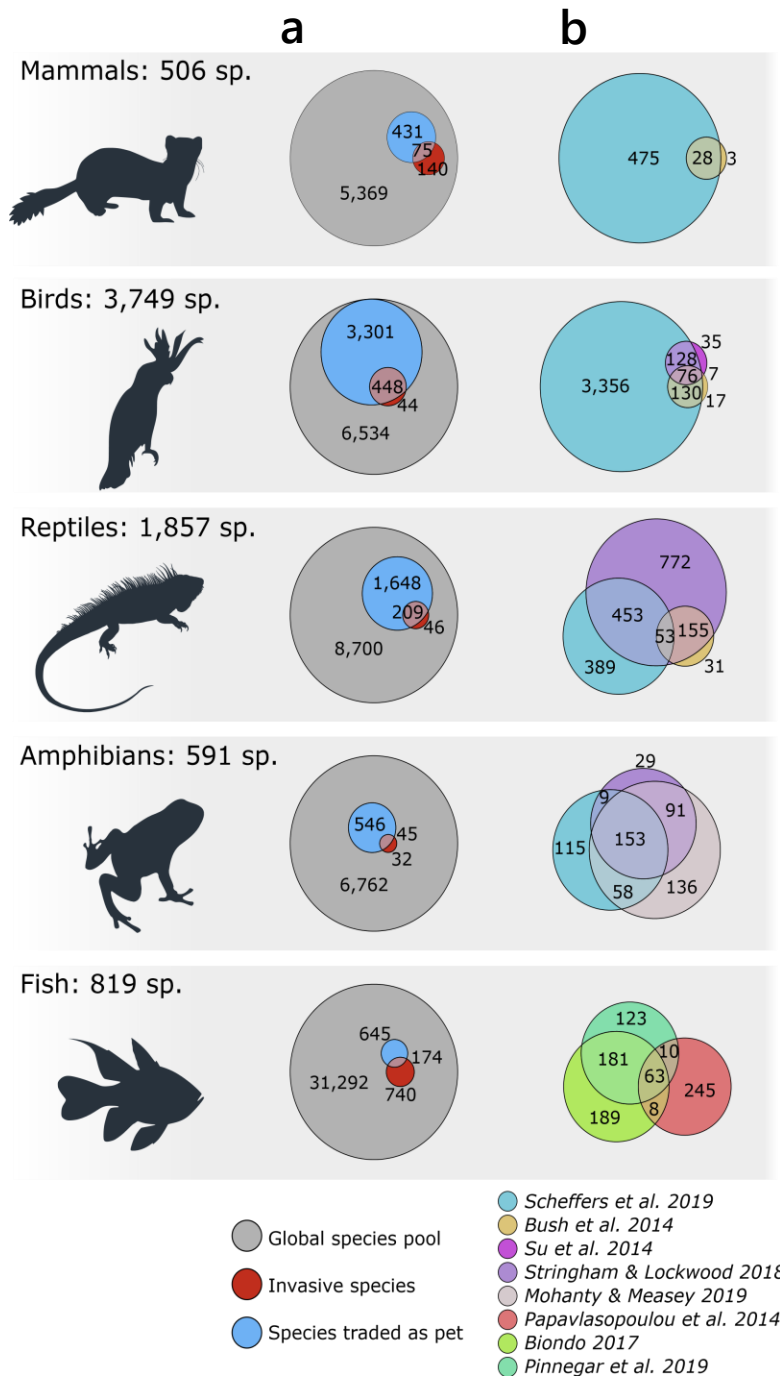 a
b
Mammals: 506 sp.
431
75
140
5,369
475
28
3
Birds: 3,749 sp.
3,301
448
44
6,534
35
128
76
7
3,356
130
17
Reptiles: 1,857 sp.
1,648
209
46
8,700
772
453
53
155
389
31
Amphibians: 591 sp.
546
45
32
6,762
29
9
91
115
153
58
136
Fish: 819 sp.
645
174
31,292
740
123
10
181
63
245
189
8
Global species pool
Invasive species
Species traded as pet
Scheffers et al. 2019
Bush et al. 2014
Su et al. 2014
Stringham & Lockwood 2018
Mohanty & Measey 2019
Papavlasopoulou et al. 2014
Biondo 2017
Pinnegar et al. 2019